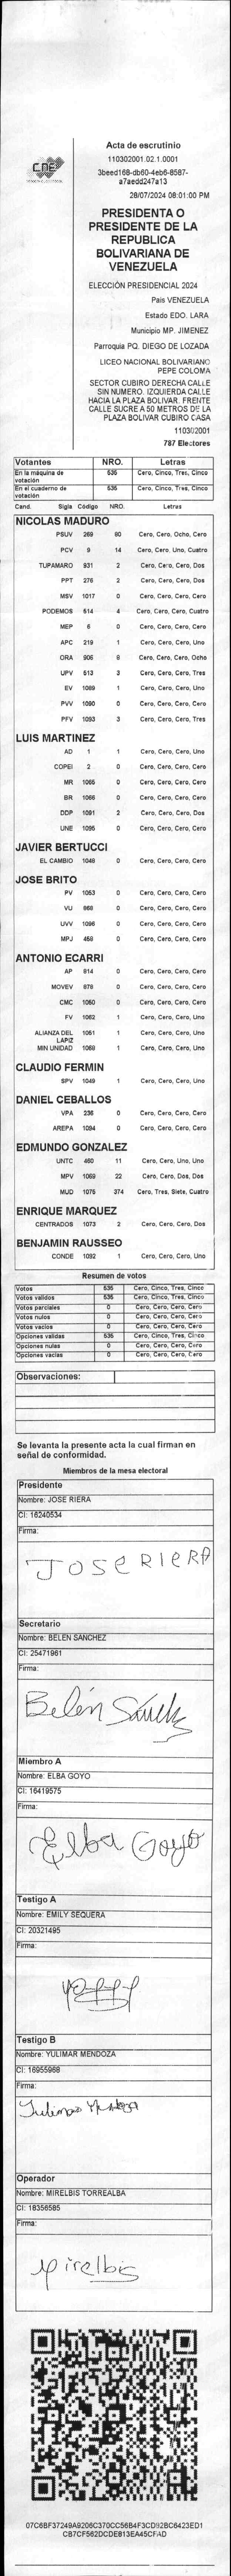 CNE
Acta de escrutinio
110302001.02.1.0001
3beed168-db60-4eb6-8587-
a7aedd247a13
28/07/2024 08:01:00 PM
PRESIDENTA O
PRESIDENTE DE LA
REPUBLICA
BOLIVARIANA DE
VENEZUELA
ELECCIÓN PRESIDENCIAL 2024
Pais VENEZUELA
Estado EDO. LARA
Municipio MP. JIMENEZ
Parroquia PQ. DIEGO DE LOZADA
LICEO NACIONAL BOLIVARIANO
PEPE COLOMA
SECTOR CUBIRO DERECHA CALLE
SIN NÚMERO. IZQUIERDA CALLE
HACIA LA PLAZA BOLIVAR. FRENTE
CALLE SUCRE A 50 METROS DE LA
PLAZA BOLIVAR CUBIRO CASA
110302001
787 Electores
Votantes NRO. Letras
En la máquina de votación 535 Cero, Cinco, Tres, Cinco
En el cuaderno de votación 535 Cero, Cinco, Tres, Cinco
Cand. Sigla Código NRO. Letras
NICOLAS MADURO
PSUV 269 80 Cero, Cero, Ocho, Cero
PCV 9 14 Cero, Cero, Uno, Cuatro
TUPAMARO 931 2 Cero, Cero, Cero, Dos
PPT 276 2 Cero, Cero, Cero, Dos
MSV 1017 0 Cero, Cero, Cero, Cero
PODEMOS 514 4 Cero, Cero, Cero, Cuatro
MEP 6 0 Cero, Cero, Cero, Cero
APC 219 1 Cero, Cero, Cero, Uno
ORA 906 8 Cero, Cero, Cero, Ocho
UPV 513 3 Cero, Cero, Cero, Tres
EV 1089 1 Cero, Cero, Cero, Uno
PVV 1090 0 Cero, Cero, Cero, Cero
PFV 1093 3 Cero, Cero, Cero, Tres
LUIS MARTINEZ
AD 1 1 Cero, Cero, Cero, Uno
COPEI 2 0 Cero, Cero, Cero, Cero
MR 1065 0 Cero, Cero, Cero, Cero
BR 1066 0 Cero, Cero, Cero, Cero
DDP 1091 2 Cero, Cero, Cero, Dos
UNE 1095 0 Cero, Cero, Cero, Cero
JAVIER BERTUCCI
EL CAMBIO 1048 0 Cero, Cero, Cero, Cero
JOSE BRITO
PV 1053 0 Cero, Cero, Cero, Cero
VU 868 0 Cero, Cero, Cero, Cero
UVV 1096 0 Cero, Cero, Cero, Cero
MPJ 458 0 Cero, Cero, Cero, Cero
ANTONIO ECARRI
AP 814 0 Cero, Cero, Cero, Cero
MOVEV 878 0 Cero, Cero, Cero, Cero
CMC 1050 0 Cero, Cero, Cero, Cero
FV 1062 1 Cero, Cero, Cero, Uno
ALIANZA DEL LAPIZ 1051 1 Cero, Cero, Cero, Uno
MIN UNIDAD 1068 1 Cero, Cero, Cero, Uno
CLAUDIO FERMIN
SPV 1049 1 Cero, Cero, Cero, Uno
DANIEL CEBALLOS
VPA 236 0 Cero, Cero, Cero, Cero
AREPA 1094 0 Cero, Cero, Cero, Cero
EDMUNDO GONZALEZ
UNTC 460 11 Cero, Cero, Uno, Uno
MPV 1069 22 Cero, Cero, Dos, Dos
MUD 1075 374 Cero, Tres, Siete, Cuatro
ENRIQUE MARQUEZ
CENTRADOS 1073 2 Cero, Cero, Cero, Dos
BENJAMIN RAUSSEO
CONDE 1092 1 Cero, Cero, Cero, Uno
Resumen de votos
Votos 535 Cero, Cinco, Tres, Cinco
Votos validos 535 Cero, Cinco, Tres, Cinco
Votos parciales 0 Cero, Cero, Cero, Cero
Votos nulos 0 Cero, Cero, Cero, Cero
Votos vacios 0 Cero, Cero, Cero, Cero
Opciones validas 535 Cero, Cinco, Tres, Cinco
Opciones nulas 0 Cero, Cero, Cero, Cero
Opciones vacias 0 Cero, Cero, Cero, Cero
Observaciones:
Se levanta la presente acta la cual firman en
señal de conformidad.
Miembros de la mesa electoral
Presidente
Nombre: JOSE RIERA
CI: 16240534
Firma:
JOSE RIERA
Secretario
Nombre: BELEN SANCHEZ
CI: 25471961
Firma:
Belén
Miembro A
Nombre: ELBA GOYO
CI: 16419575
Firma:
Elba Goyo
Testigo A
Nombre: EMILY SEQUERA
CI: 20321495
Firma:
Testigo B
Nombre: YULIMAR MENDOZA
CI: 16955968
Firma:
Yulimar Mendoza
Operador
Nombre: MIRELBIS TORREALBA
CI: 18356585
Firma:
Mirelbis
07C6BF37249A9206C370CC56B4F3CD92BC6423ED1
CB7CF562DCDE813EA45CFAD